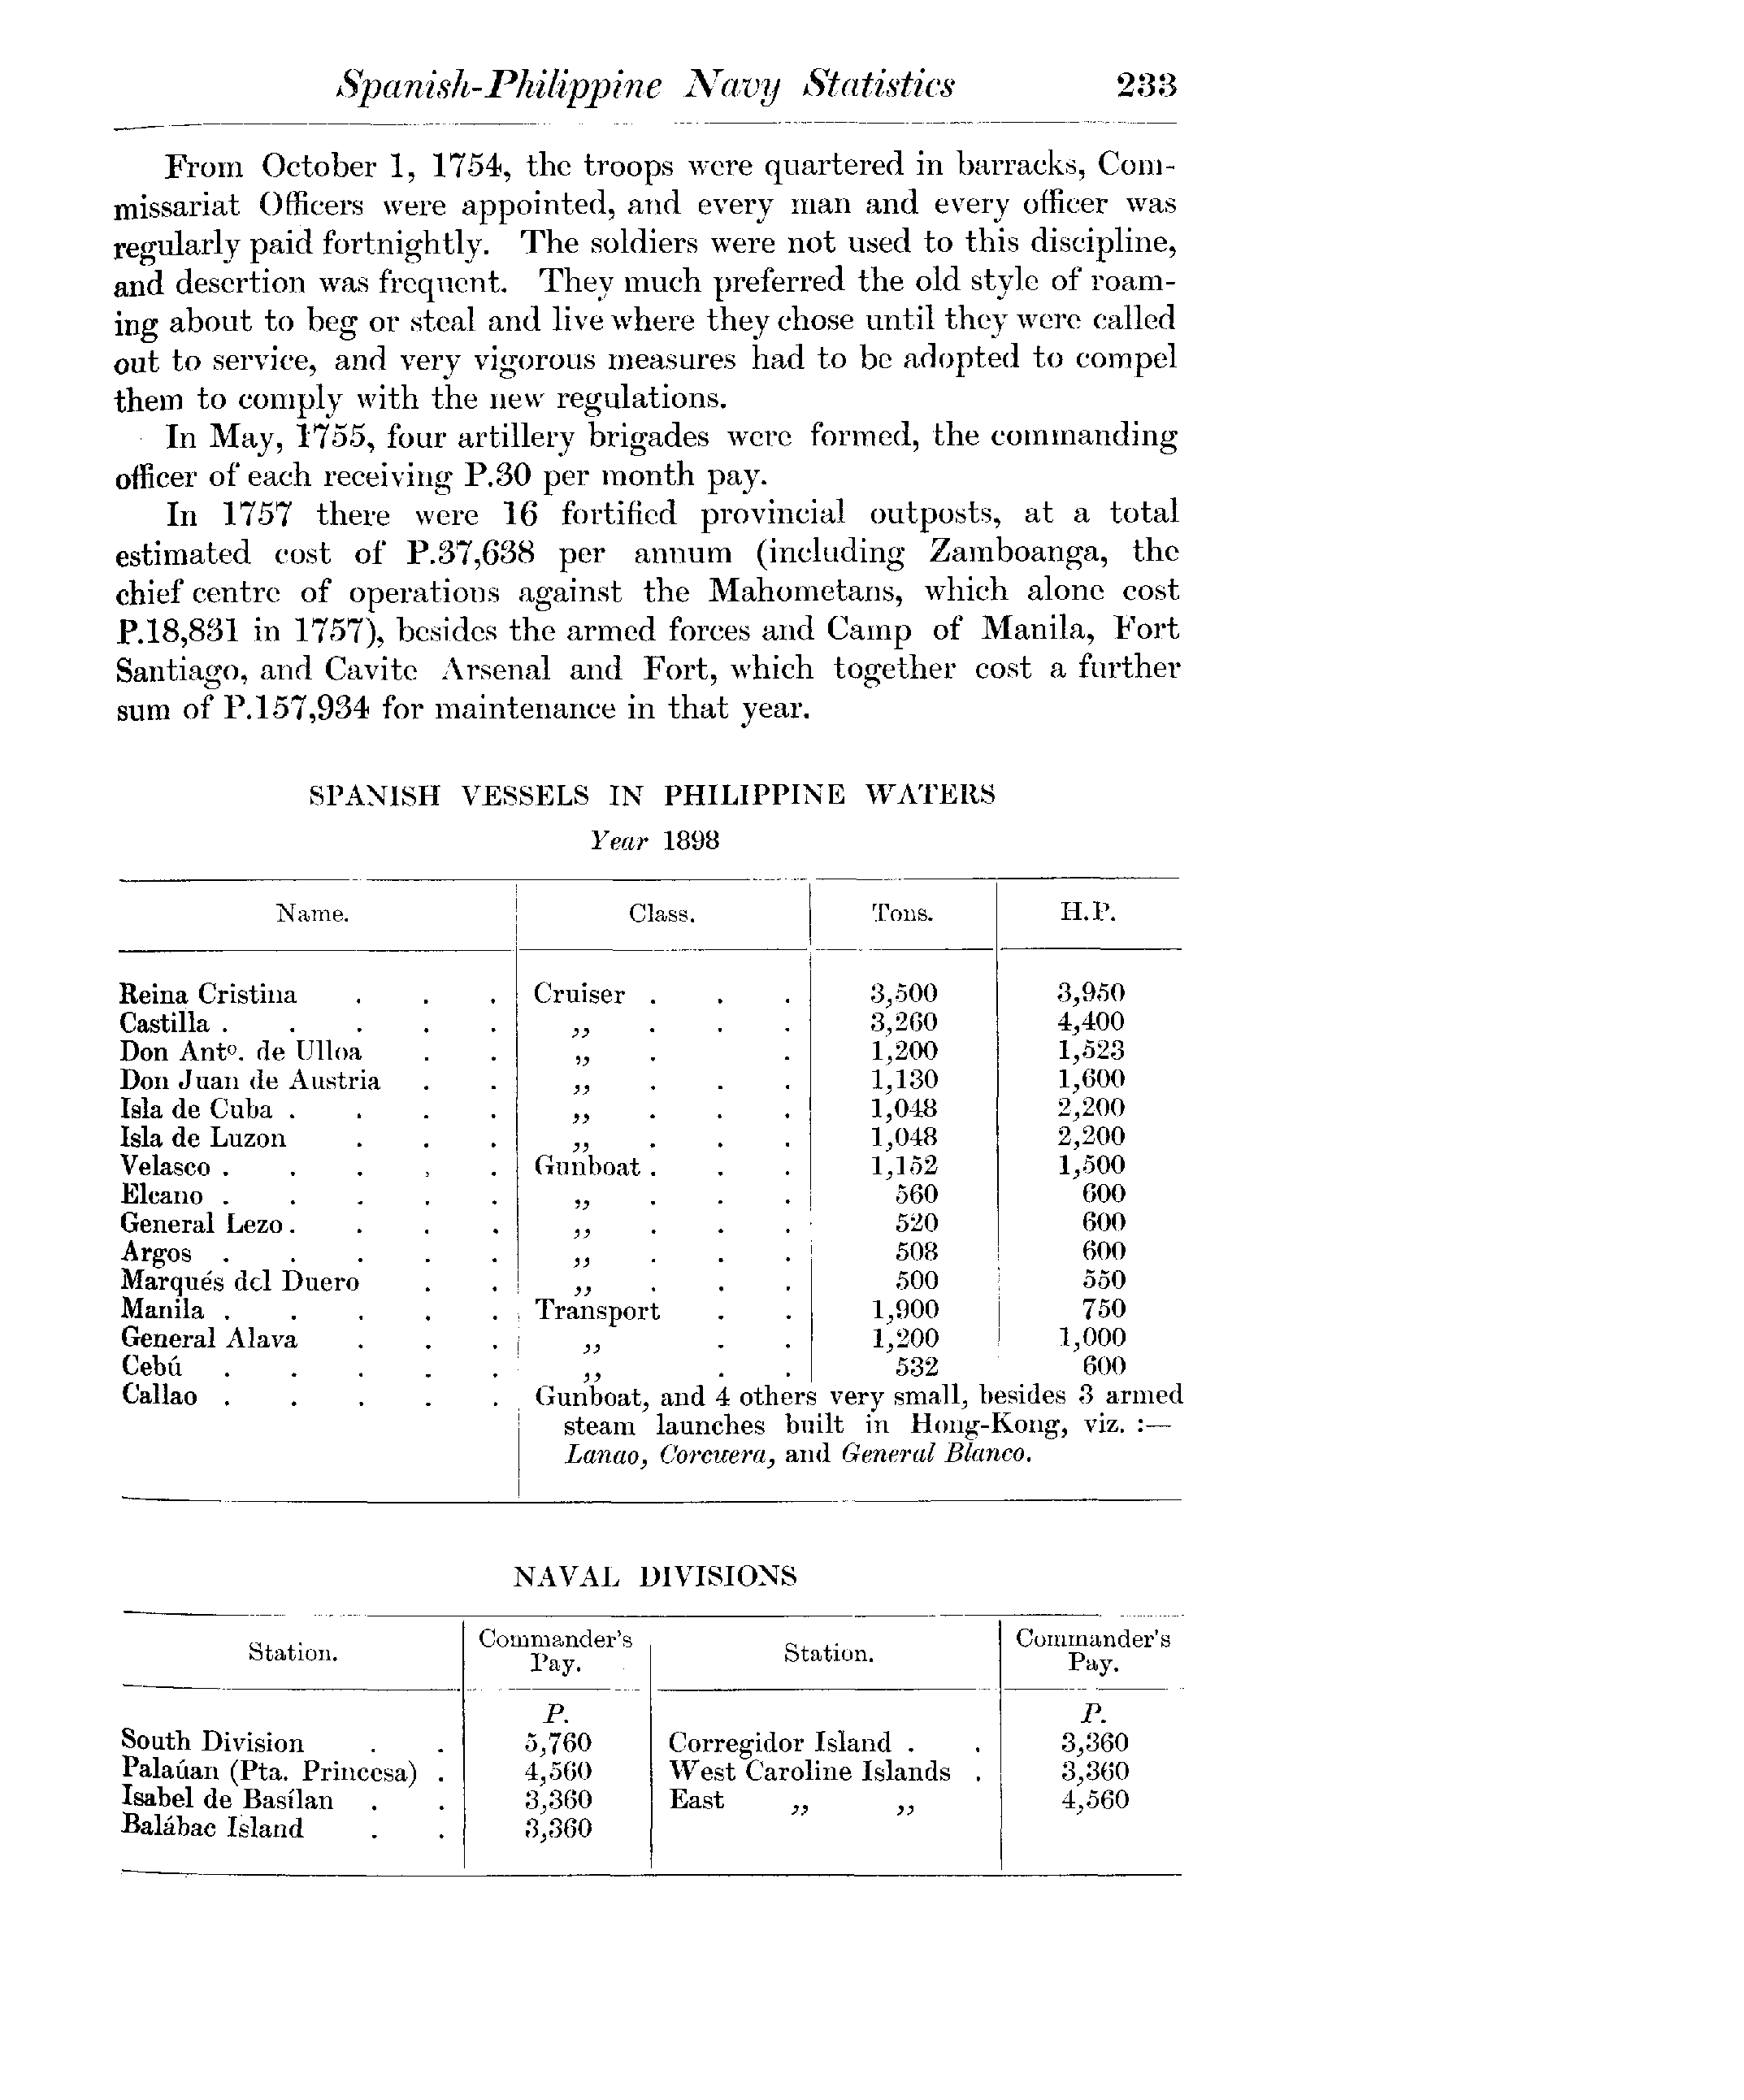 Spanish-Philippine Navy Statistics 233
From October 1, 1754, the troops were quartered in barracks, Com-
missariat Officers were appointed, and every man and every officer was
regularly paid fortnightly. The soldiers were not used to this discipline,
and desertion was frequent. They much preferred the old style of roam-
ing about to beg or steal and live where they chose until they were called
out to service, and very vigorous measures had to be adopted to compel
them to comply with the new regulations.
In May, 1755, four artillery brigades were formed, the commanding
officer of each receiving P.30 per month pay.
In 1757 there were 16 fortified provincial outposts, at a total
estimated cost of P.37,638 per annum (including Zamboanga, the
chief centre of operations against the Mahometans, which alone cost
P.18,831 in 1757), besides the armed forces and Camp of Manila, Fort
Santiago, and Cavite Arsenal and Fort, which together cost a further
sum of P.157,934 for maintenance in that year.
SPANISH VESSELS IN PHILIPPINE WATERS
Year 1898
Name. Class. Tons. H.P.
Reina Cristina . . . Cruiser . . . 3,500 3,950
Castilla . . . . . ,, . . . 3,260 4,400
Don Antº. de Ulloa . . ,, . . 1,200 1,523
Don Juan de Austria . . ,, . . . 1,130 1,600
Isla de Cuba . . . . ,, . . . 1,048 2,200
Isla de Luzon . . . ,, . . . 1,048 2,200
Velasco . . . . . Gunboat . . . 1,152 1,500
Elcano . . . . . ,, . . . 560 600
General Lezo . . . . ,, . . . 520 600
Argos . . . . . ,, . . . 508 600
Marqués del Duero . . ,, . . . 500 550
Manila . . . . . Transport . . 1,900 750
General Alava . . . ,, . . 1,200 1,000
Cebú . . . . . ,, . . 532 600
Callao . . . . . Gunboat, and 4 others very small, besides 3 armed
steam launches built in Hong-Kong, viz. :—
Lanao, Corcuera, and General Blanco.
NAVAL DIVISIONS
Station. Commander's Pay. Station. Commander's Pay.
P. P.
South Division . . 5,760 Corregidor Island . . 3,360
Palaúan (Pta. Princesa) . 4,560 West Caroline Islands . 3,360
Isabel de Basílan . . 3,360 East ,, ,, 4,560
Balábac Island . . 3,360